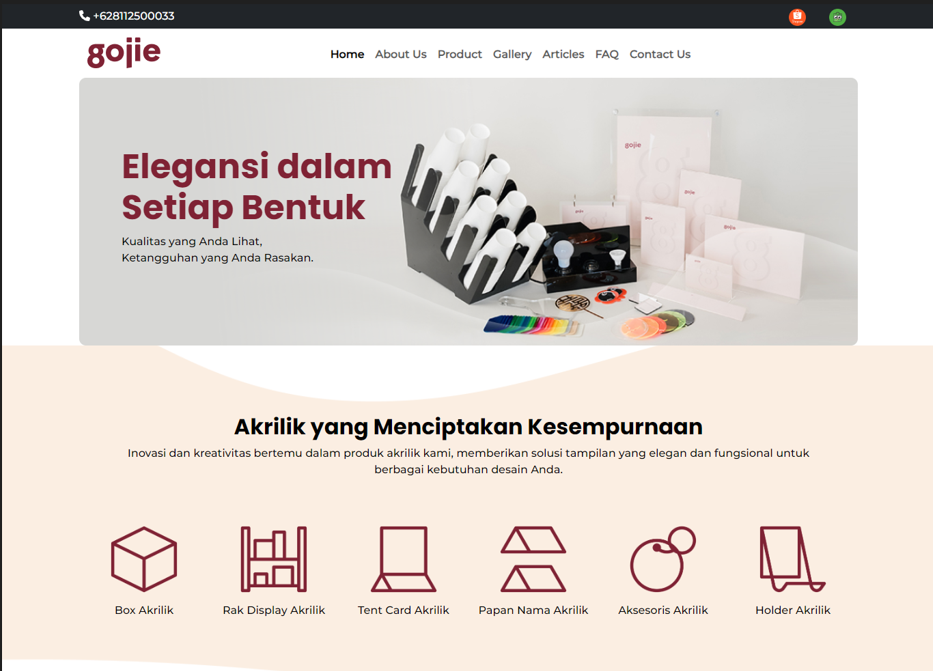 +628112500033
gojie
Home About Us Product Gallery Articles FAQ Contact Us
Elegansi dalam
Setiap Bentuk
Kualitas yang Anda Lihat,
Ketangguhan yang Anda Rasakan.
gojie
gojie
gojie
gojie
Akrilik yang Menciptakan Kesempurnaan
Inovasi dan kreativitas bertemu dalam produk akrilik kami, memberikan solusi tampilan yang elegan dan fungsional untuk
berbagai kebutuhan desain Anda.
Box Akrilik
Rak Display Akrilik
Tent Card Akrilik
Papan Nama Akrilik
Aksesoris Akrilik
Holder Akrilik